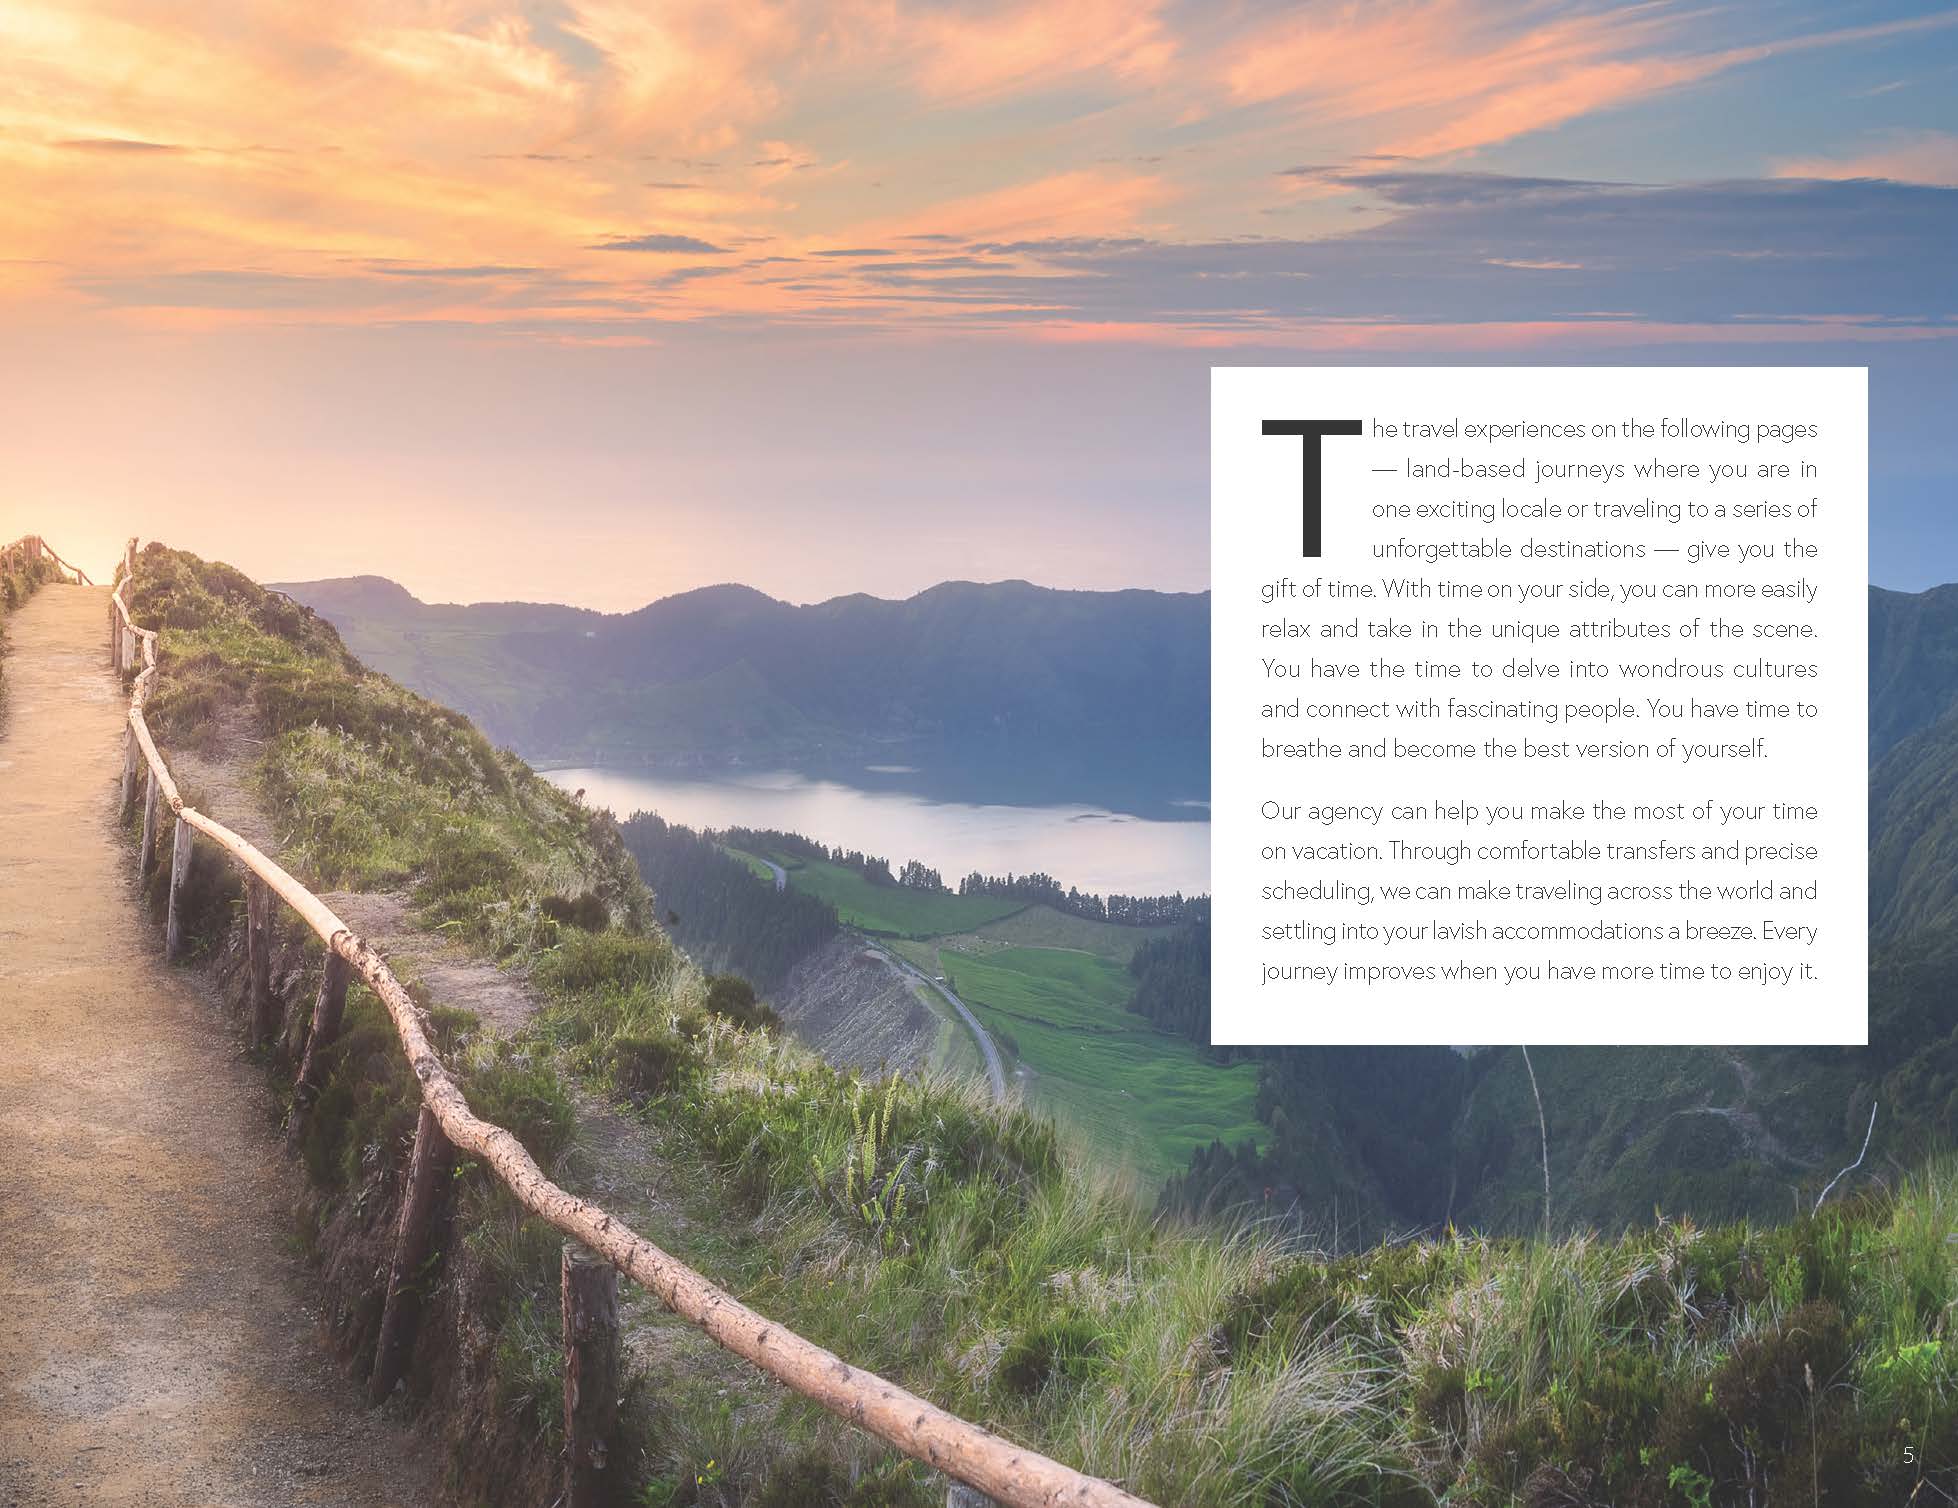 The travel experiences on the following pages
— land-based journeys where you are in
one exciting locale or traveling to a series of
unforgettable destinations — give you the
gift of time. With time on your side, you can more easily
relax and take in the unique attributes of the scene.
You have the time to delve into wondrous cultures
and connect with fascinating people. You have time to
breathe and become the best version of yourself.
Our agency can help you make the most of your time
on vacation. Through comfortable transfers and precise
scheduling, we can make traveling across the world and
settling into your lavish accommodations a breeze. Every
journey improves when you have more time to enjoy it.
5